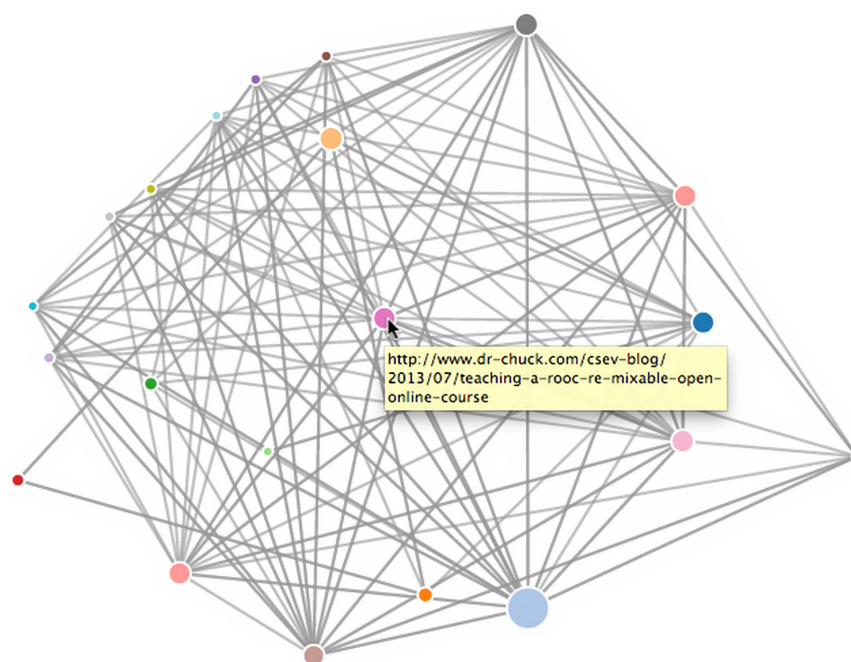 http://www.dr-chuck.com/csev-blog/
2013/07/teaching-a-rooc-re-mixable-open-
online-course